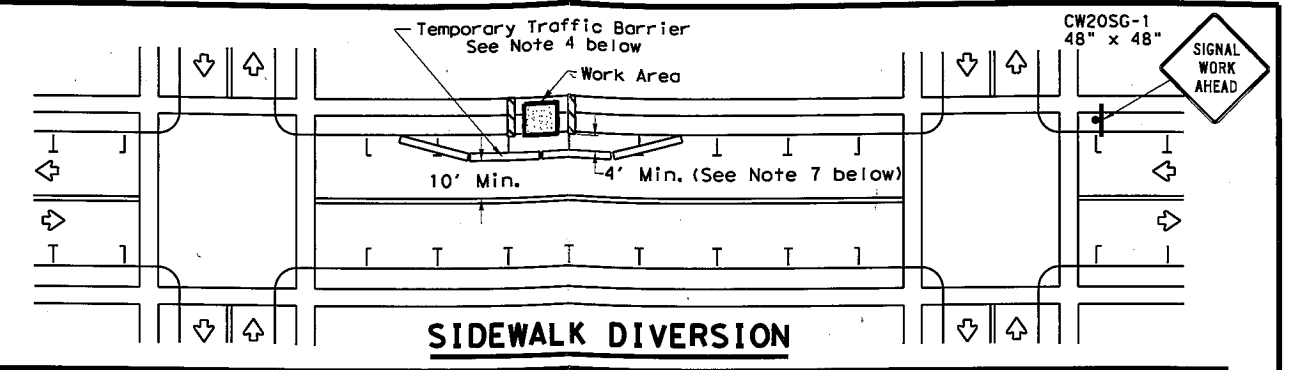 Temporary Traffic Barrier
See Note 4 below
Work Area
CW20SG-1
48" x 48"
SIGNAL
WORK
AHEAD
10' Min.
4' Min. (See Note 7 below)
SIDEWALK DIVERSION